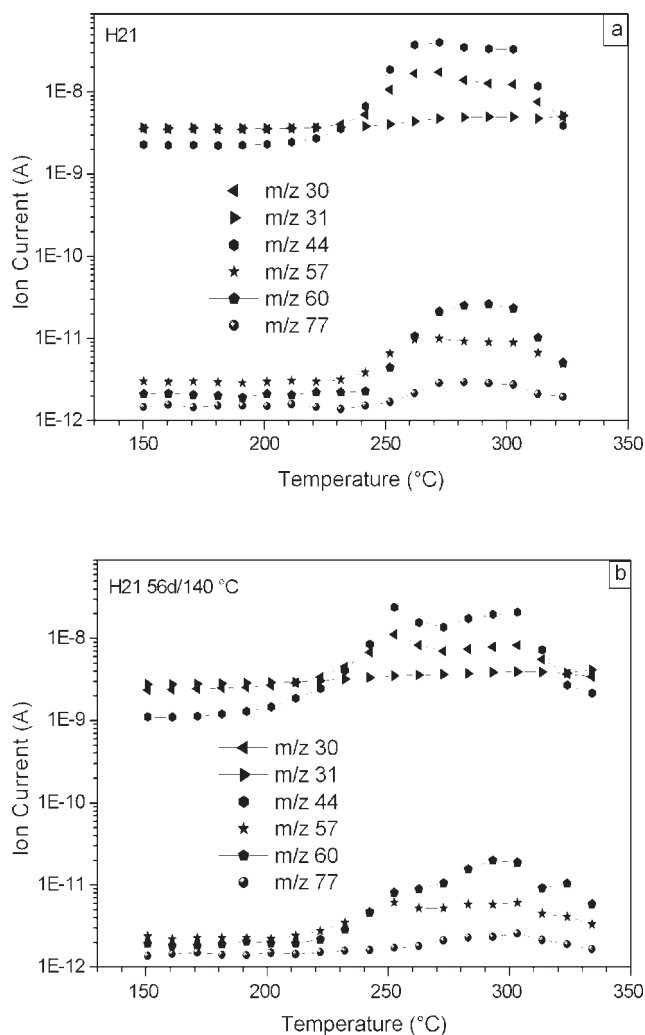 H21
a
1E-8
1E-9
1E-10
1E-11
1E-12
Ion Current (A)
m/z 30
m/z 31
m/z 44
m/z 57
m/z 60
m/z 77
150 200 250 300 350
Temperature (°C)
H21 56d/140 °C
b
1E-8
1E-9
1E-10
1E-11
1E-12
Ion Current (A)
m/z 30
m/z 31
m/z 44
m/z 57
m/z 60
m/z 77
150 200 250 300 350
Temperature (°C)